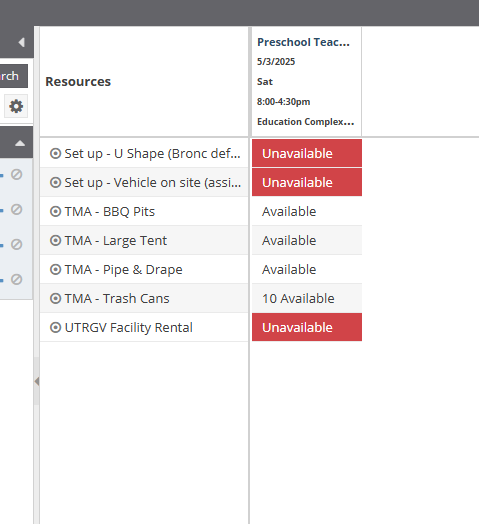 Preschool Teac...
5/3/2025
Sat
8:00-4:30pm
Education Complex...
rch
Resources
Set up - U Shape (Bronc def... Unavailable
Set up - Vehicle on site (assi... Unavailable
TMA - BBQ Pits Available
TMA - Large Tent Available
TMA - Pipe & Drape Available
TMA - Trash Cans 10 Available
UTRGV Facility Rental Unavailable